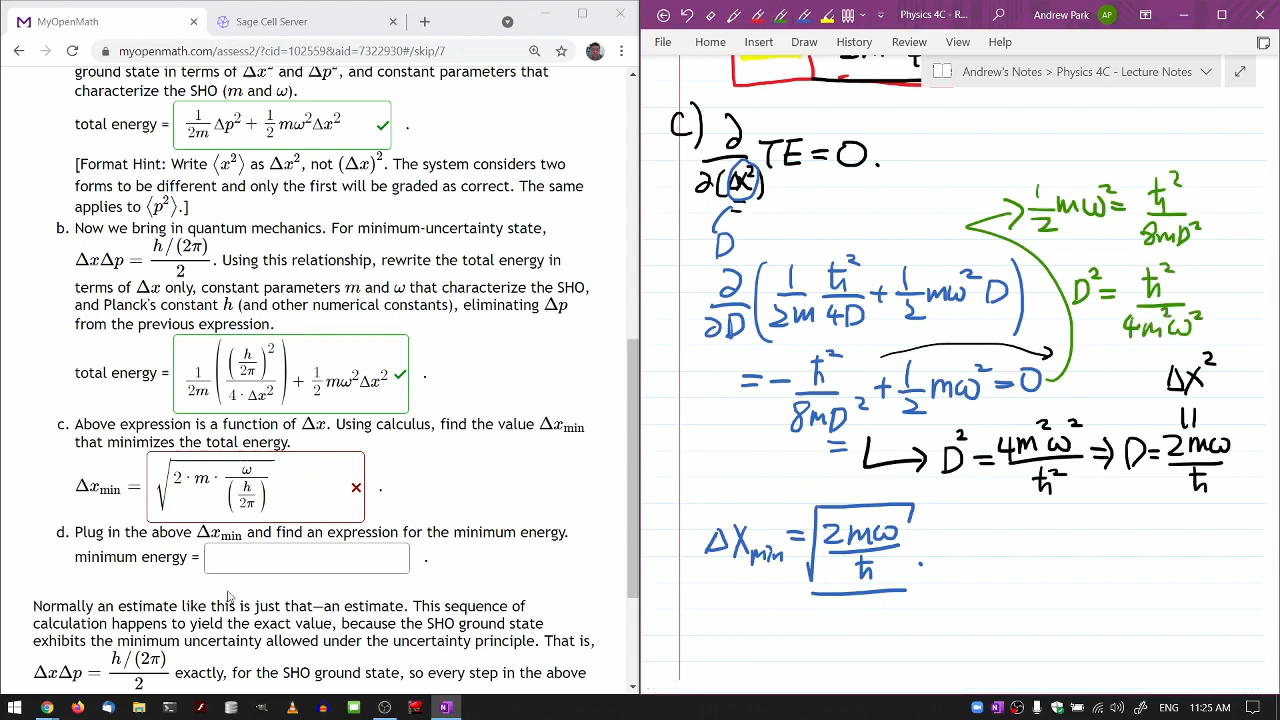 MyOpenMath
Sage Cell Server
myopenmath.com/assess2/?cid=102559&aid=7322930#/skip/7
ground state in terms of Δx² and Δp², and constant parameters that
characterize the SHO (m and ω).
total energy = 1/2m Δp² + 1/2 mω²Δx² .
[Format Hint: Write ⟨x²⟩ as Δx², not (Δx)². The system considers two
forms to be different and only the first will be graded as correct. The same
applies to ⟨p²⟩.]
b. Now we bring in quantum mechanics. For minimum-uncertainty state,
ΔxΔp = h/(2π)/2. Using this relationship, rewrite the total energy in
terms of Δx only, constant parameters m and ω that characterize the SHO,
and Planck's constant h (and other numerical constants), eliminating Δp
from the previous expression.
total energy = 1/2m ((h/2π)²/4·Δx²) + 1/2 mω²Δx² .
c. Above expression is a function of Δx. Using calculus, find the value Δxmin
that minimizes the total energy.
Δxmin = √(2·m·ω/(h/2π)) .
d. Plug in the above Δxmin and find an expression for the minimum energy.
minimum energy = .
Normally an estimate like this is just that—an estimate. This sequence of
calculation happens to yield the exact value, because the SHO ground state
exhibits the minimum uncertainty allowed under the uncertainty principle. That is,
ΔxΔp = h/(2π)/2 exactly, for the SHO ground state, so every step in the above
Physics 4C - R...
Andrew Park
AP
File Home Insert Draw History Review View Help
Andrew's Notes > Physics 4C - Lecture Notes
C) ∂/∂(Δx²) TE = 0.
D
∂/∂D (1/2m ħ²/4D + 1/2 mω² D)
= - ħ²/8mD² + 1/2 mω² = 0
1/2 mω² = ħ²/8mD²
D² = ħ²/4m²ω²
Δx²
=
D² = 4m²ω²/ħ² ⇒ D = 2mω/ħ
ΔXmin = √(2mω/ħ) .
ENG
11:25 AM